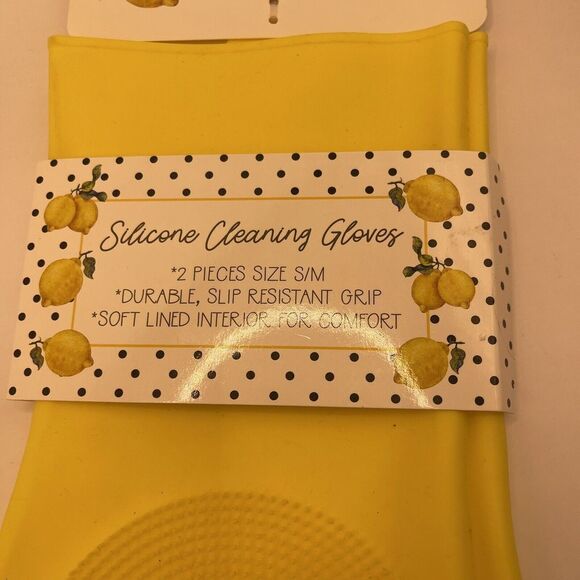 Silicone Cleaning Gloves
*2 PIECES SIZE S/M
*DURABLE, SLIP RESISTANT GRIP
*SOFT LINED INTERIOR FOR COMFORT